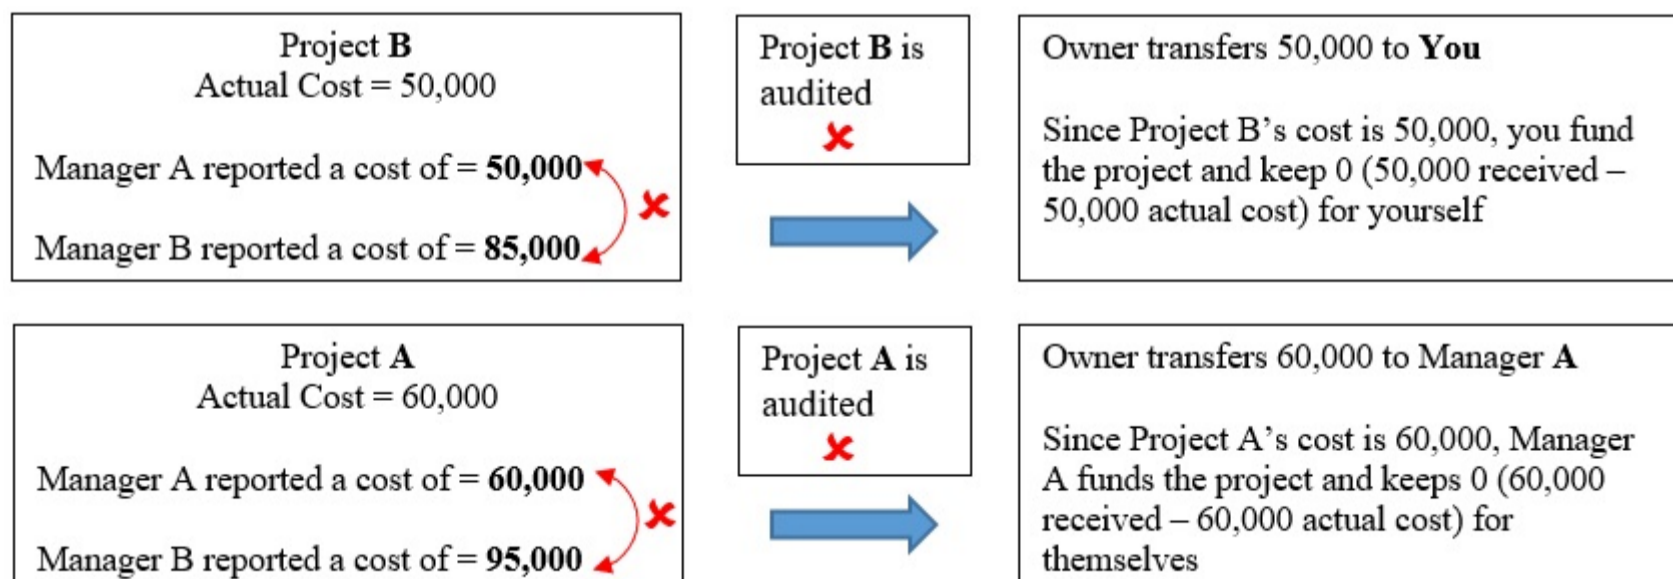 Project B
Actual Cost = 50,000
Manager A reported a cost of = 50,000
Manager B reported a cost of = 85,000
Project B is
audited
Owner transfers 50,000 to You
Since Project B’s cost is 50,000, you fund
the project and keep 0 (50,000 received –
50,000 actual cost) for yourself
Project A
Actual Cost = 60,000
Manager A reported a cost of = 60,000
Manager B reported a cost of = 95,000
Project A is
audited
Owner transfers 60,000 to Manager A
Since Project A’s cost is 60,000, Manager
A funds the project and keeps 0 (60,000
received – 60,000 actual cost) for
themselves